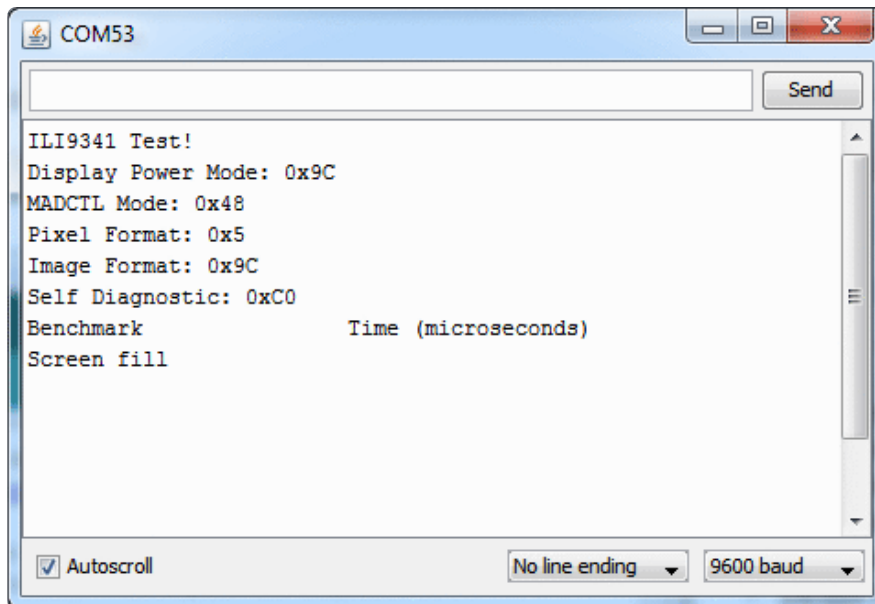 COM53
Send
ILI9341 Test!
Display Power Mode: 0x9C
MADCTL Mode: 0x48
Pixel Format: 0x5
Image Format: 0x9C
Self Diagnostic: 0xC0
Benchmark                Time (microseconds)
Screen fill
Autoscroll No line ending 9600 baud